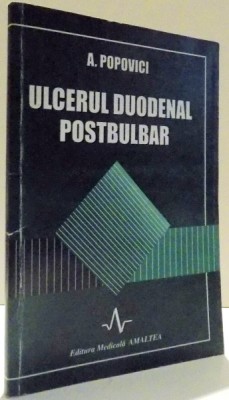 A. POPOVICI
ULCERUL DUODENAL
POSTBULBAR
Editura Medicală AMALTEA